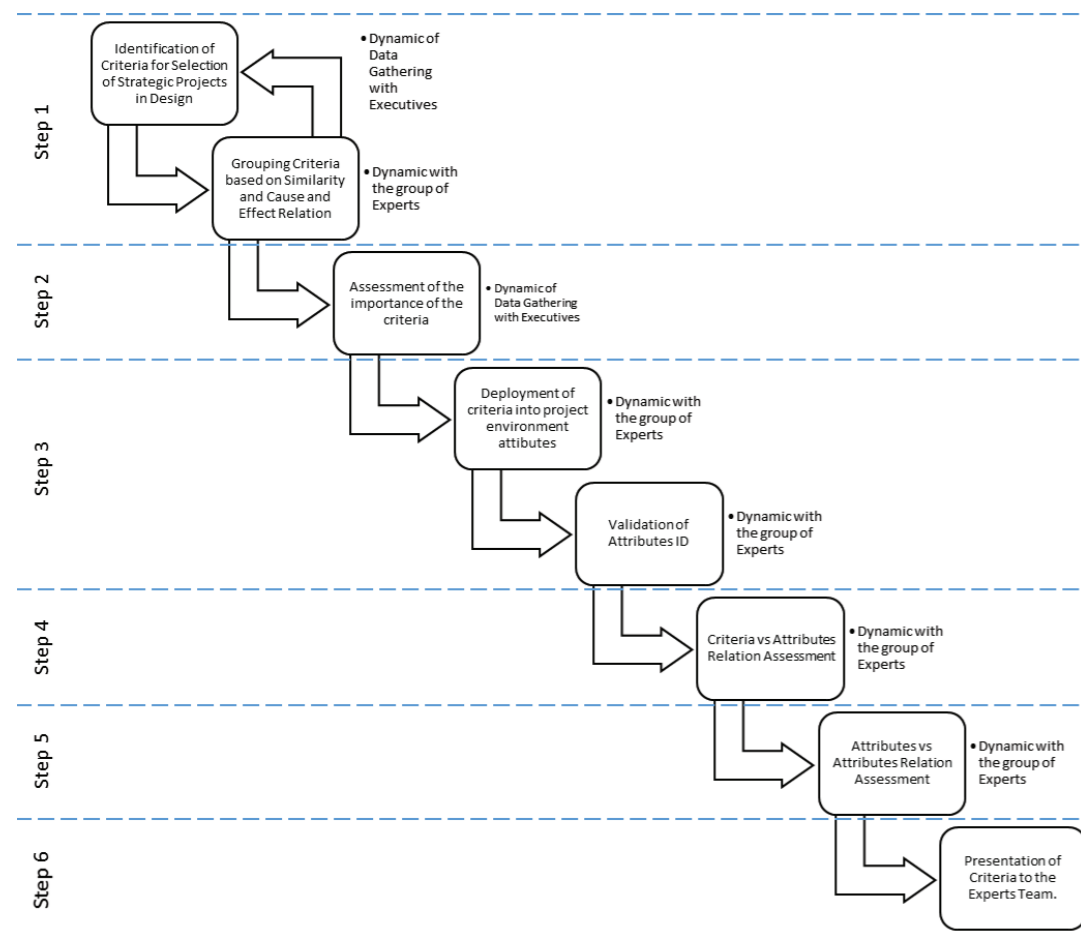 Step 1
Identification of
Criteria for Selection
of Strategic Projects
in Design
• Dynamic of
Data
Gathering
with
Executives
Grouping Criteria
based on Similarity
and Cause and
Effect Relation
• Dynamic with
the group of
Experts
Step 2
Assessment of the
importance of the
criteria
• Dynamic of
Data Gathering
with Executives
Step 3
Deployment of
criteria into project
environment
attibutes
• Dynamic with
the group of
Experts
Validation of
Attributes ID
• Dynamic with
the group of
Experts
Step 4
Criteria vs Attributes
Relation Assessment
• Dynamic with
the group of
Experts
Step 5
Attributes vs
Attributes Relation
Assessment
• Dynamic with
the group of
Experts
Step 6
Presentation of
Criteria to the
Experts Team.